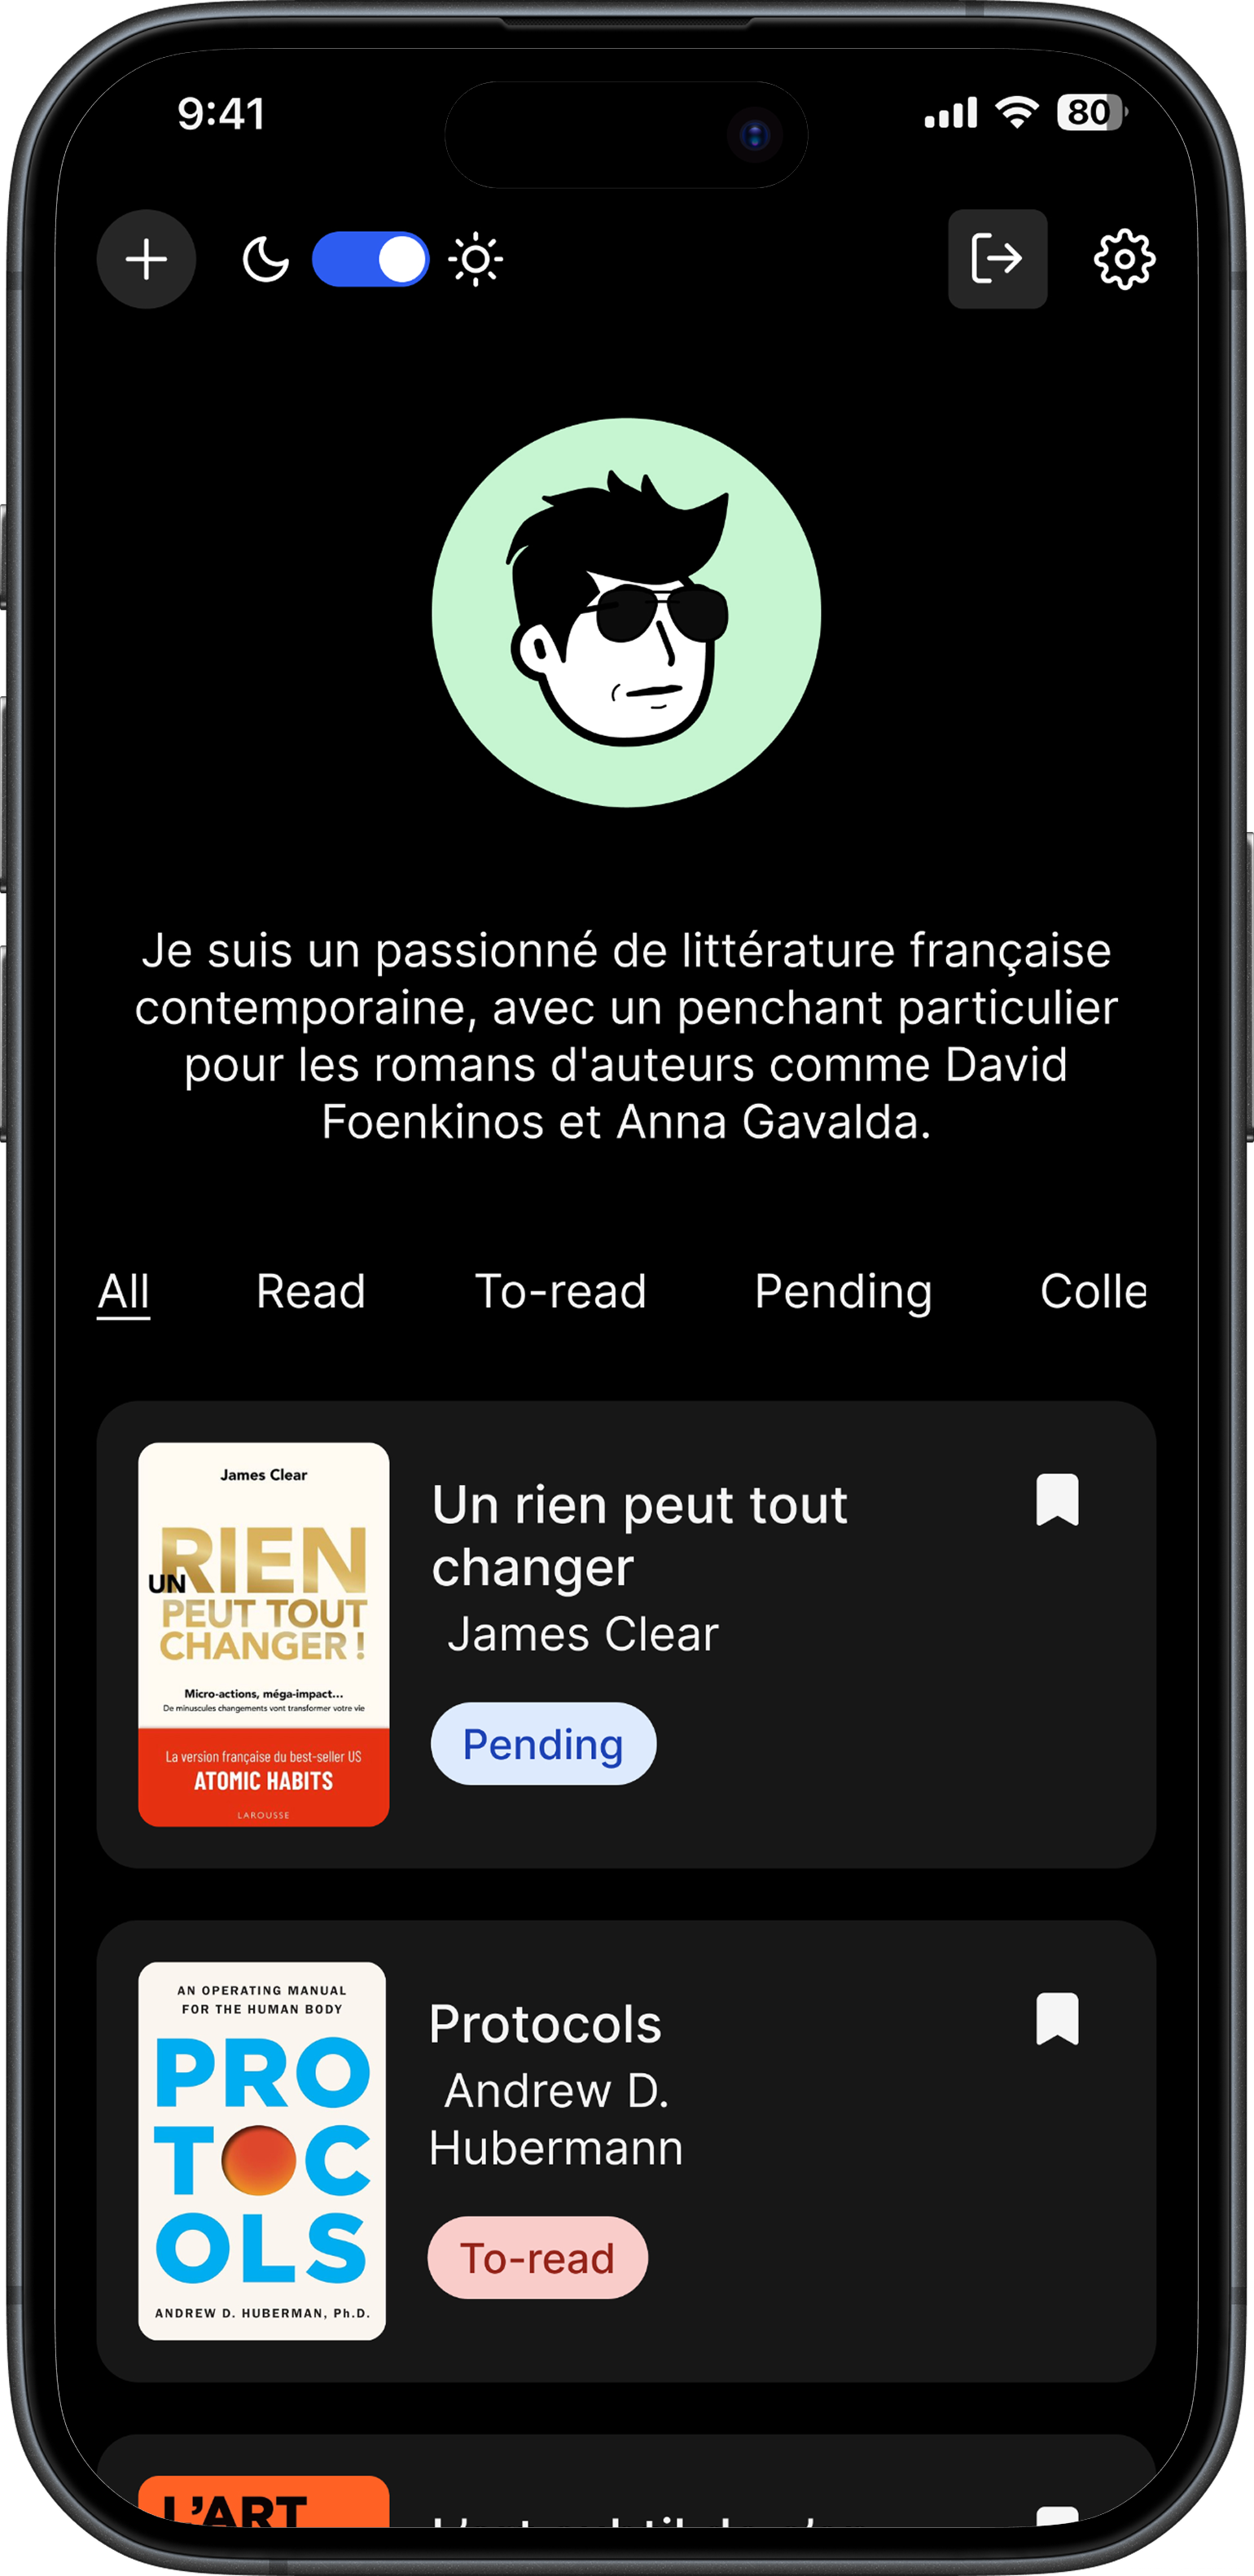 9:41
80
Je suis un passionné de littérature française
contemporaine, avec un penchant particulier
pour les romans d'auteurs comme David
Foenkinos et Anna Gavalda.
All Read To-read Pending Colle
James Clear
UN RIEN
PEUT TOUT
CHANGER !
Micro-actions, méga-impact...
De minuscules changements vont transformer votre vie
La version française du best-seller US
ATOMIC HABITS
LAROUSSE
Un rien peut tout
changer
James Clear
Pending
AN OPERATING MANUAL
FOR THE HUMAN BODY
PRO
TOC
OLS
ANDREW D. HUBERMAN, Ph.D.
Protocols
Andrew D.
Hubermann
To-read
L'ART